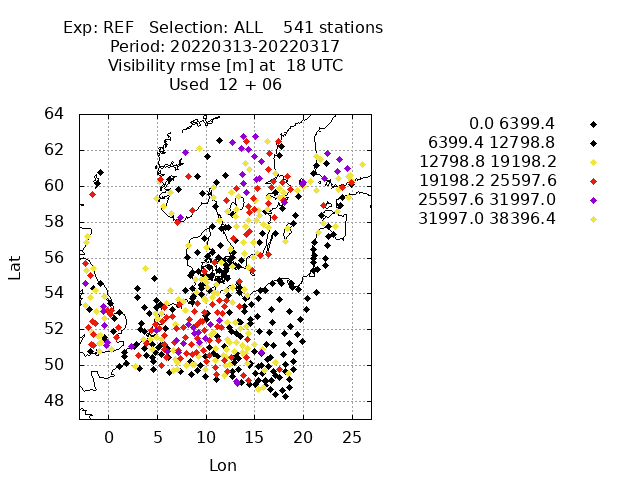 Exp: REF   Selection: ALL    541 stations
Period: 20220313-20220317
Visibility rmse [m] at  18 UTC
Used  12 + 06
0.0 6399.4
6399.4 12798.8
12798.8 19198.2
19198.2 25597.6
25597.6 31997.0
31997.0 38396.4
64
62
60
58
56
54
52
50
48
Lat
0 5 10 15 20 25
Lon